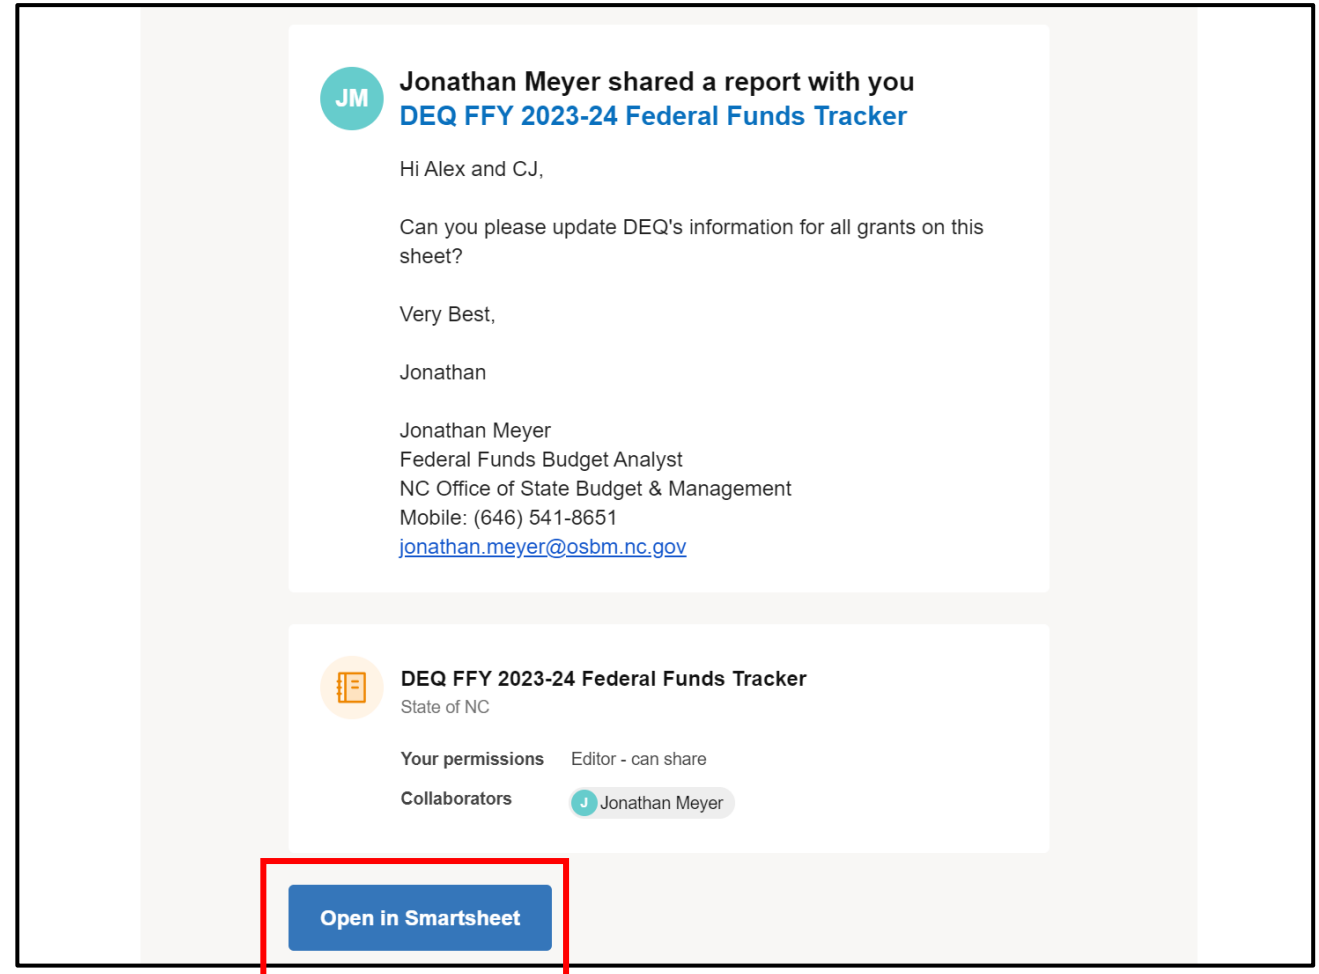 JM
Jonathan Meyer shared a report with you
DEQ FFY 2023-24 Federal Funds Tracker
Hi Alex and CJ,
Can you please update DEQ's information for all grants on this
sheet?
Very Best,
Jonathan
Jonathan Meyer
Federal Funds Budget Analyst
NC Office of State Budget & Management
Mobile: (646) 541-8651
jonathan.meyer@osbm.nc.gov
DEQ FFY 2023-24 Federal Funds Tracker
State of NC
Your permissions Editor - can share
Collaborators J Jonathan Meyer
Open in Smartsheet